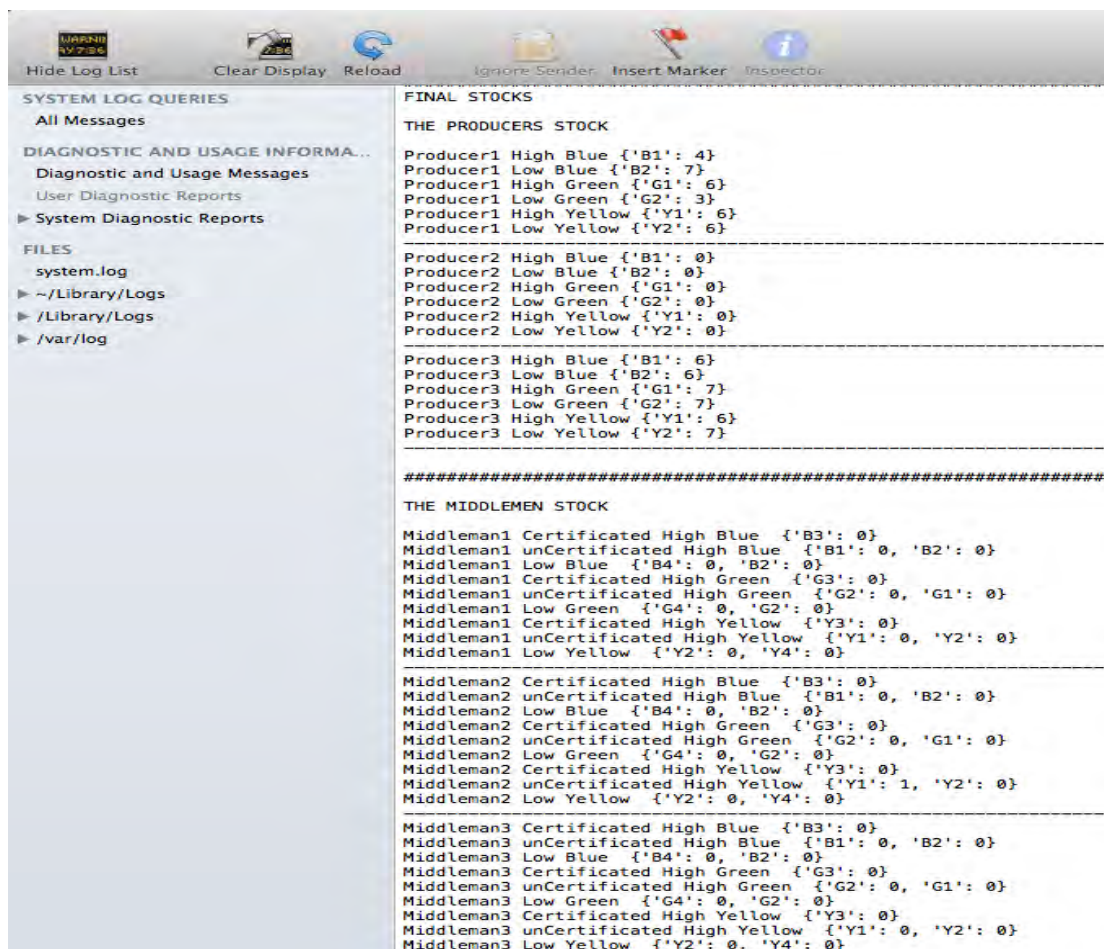 WARNIN
AY 7:36
7:36
Hide Log List
Clear Display
Reload
Ignore Sender
Insert Marker
Inspector
SYSTEM LOG QUERIES
All Messages
DIAGNOSTIC AND USAGE INFORMA...
Diagnostic and Usage Messages
User Diagnostic Reports
System Diagnostic Reports
FILES
system.log
~/Library/Logs
/Library/Logs
/var/log
FINAL STOCKS
THE PRODUCERS STOCK
Producer1 High Blue {'B1': 4}
Producer1 Low Blue {'B2': 7}
Producer1 High Green {'G1': 6}
Producer1 Low Green {'G2': 3}
Producer1 High Yellow {'Y1': 6}
Producer1 Low Yellow {'Y2': 6}
Producer2 High Blue {'B1': 0}
Producer2 Low Blue {'B2': 0}
Producer2 High Green {'G1': 0}
Producer2 Low Green {'G2': 0}
Producer2 High Yellow {'Y1': 0}
Producer2 Low Yellow {'Y2': 0}
Producer3 High Blue {'B1': 6}
Producer3 Low Blue {'B2': 6}
Producer3 High Green {'G1': 7}
Producer3 Low Green {'G2': 7}
Producer3 High Yellow {'Y1': 6}
Producer3 Low Yellow {'Y2': 7}
######################################################################
THE MIDDLEMEN STOCK
Middleman1 Certificated High Blue  {'B3': 0}
Middleman1 unCertificated High Blue  {'B1': 0, 'B2': 0}
Middleman1 Low Blue  {'B4': 0, 'B2': 0}
Middleman1 Certificated High Green  {'G3': 0}
Middleman1 unCertificated High Green  {'G2': 0, 'G1': 0}
Middleman1 Low Green  {'G4': 0, 'G2': 0}
Middleman1 Certificated High Yellow  {'Y3': 0}
Middleman1 unCertificated High Yellow  {'Y1': 0, 'Y2': 0}
Middleman1 Low Yellow  {'Y2': 0, 'Y4': 0}
Middleman2 Certificated High Blue  {'B3': 0}
Middleman2 unCertificated High Blue  {'B1': 0, 'B2': 0}
Middleman2 Low Blue  {'B4': 0, 'B2': 0}
Middleman2 Certificated High Green  {'G3': 0}
Middleman2 unCertificated High Green  {'G2': 0, 'G1': 0}
Middleman2 Low Green  {'G4': 0, 'G2': 0}
Middleman2 Certificated High Yellow  {'Y3': 0}
Middleman2 unCertificated High Yellow  {'Y1': 1, 'Y2': 0}
Middleman2 Low Yellow  {'Y2': 0, 'Y4': 0}
Middleman3 Certificated High Blue  {'B3': 0}
Middleman3 unCertificated High Blue  {'B1': 0, 'B2': 0}
Middleman3 Low Blue  {'B4': 0, 'B2': 0}
Middleman3 Certificated High Green  {'G3': 0}
Middleman3 unCertificated High Green  {'G2': 0, 'G1': 0}
Middleman3 Low Green  {'G4': 0, 'G2': 0}
Middleman3 Certificated High Yellow  {'Y3': 0}
Middleman3 unCertificated High Yellow  {'Y1': 0, 'Y2': 0}
Middleman3 Low Yellow  {'Y2': 0, 'Y4': 0}